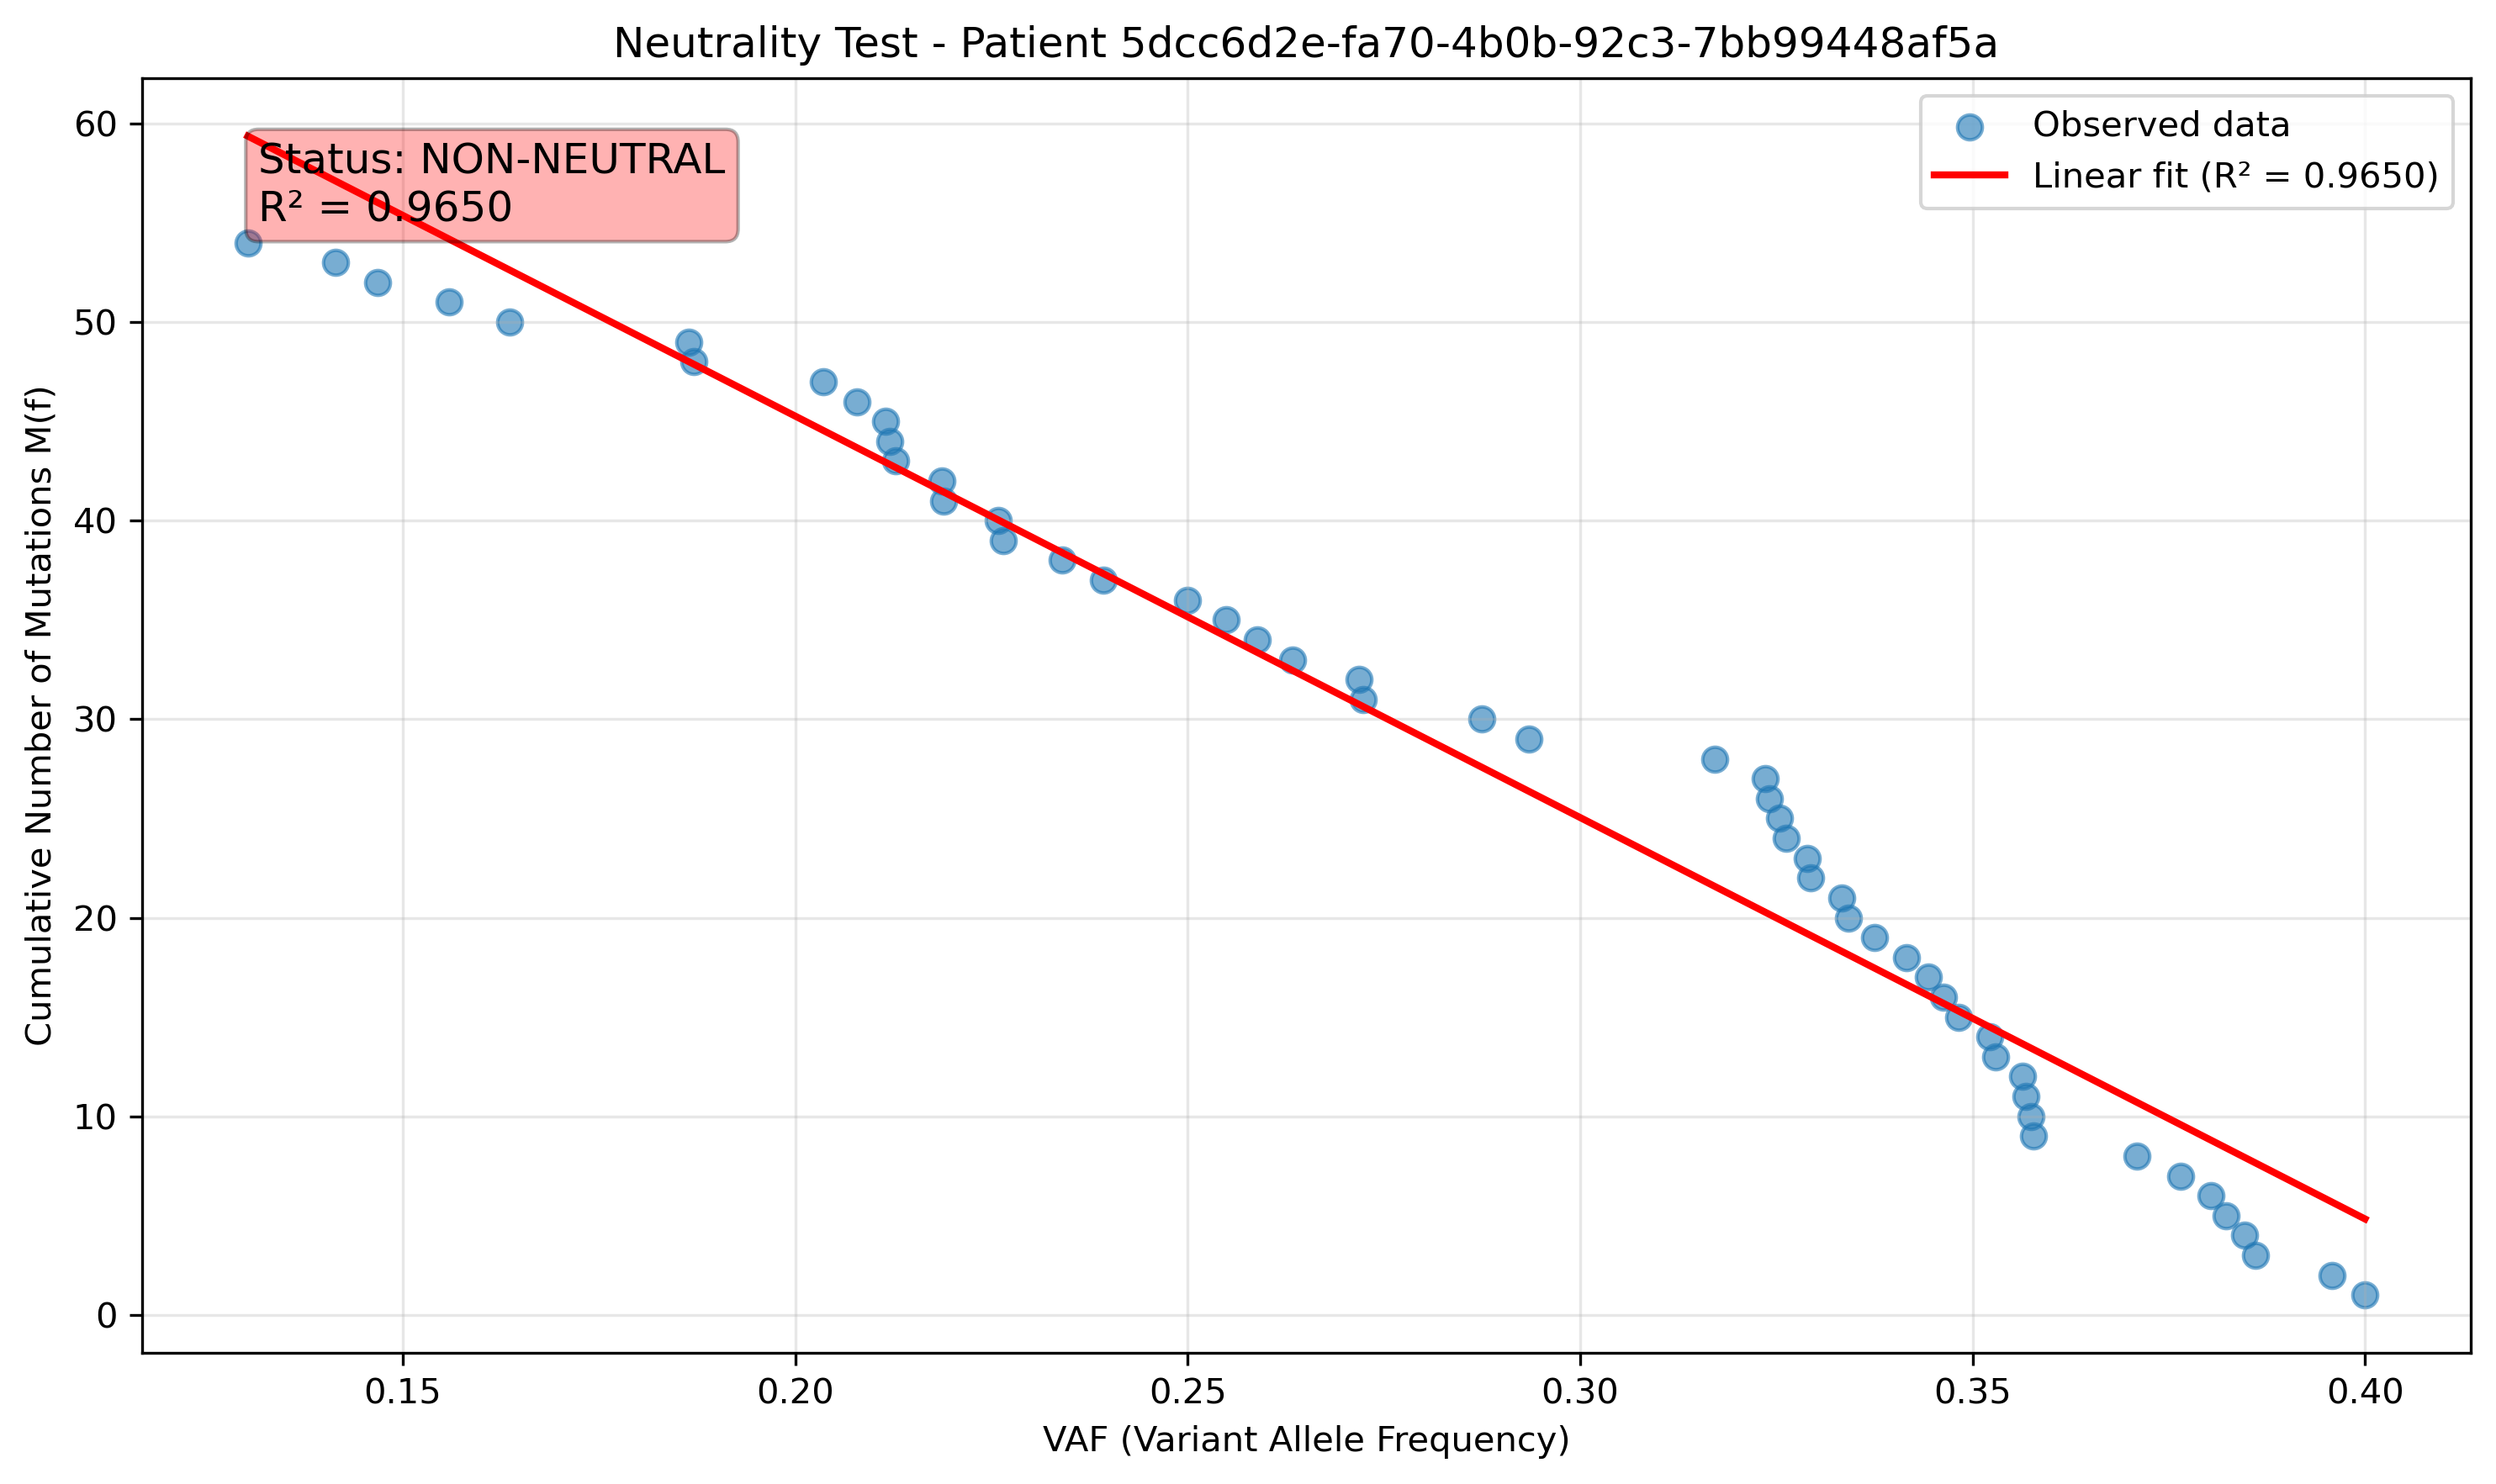 Neutrality Test - Patient 5dcc6d2e-fa70-4b0b-92c3-7bb99448af5a
Observed data
Linear fit (R² = 0.9650)
Status: NON-NEUTRAL
R² = 0.9650
Cumulative Number of Mutations M(f)
60
50
40
30
20
10
0
0.15 0.20 0.25 0.30 0.35 0.40
VAF (Variant Allele Frequency)